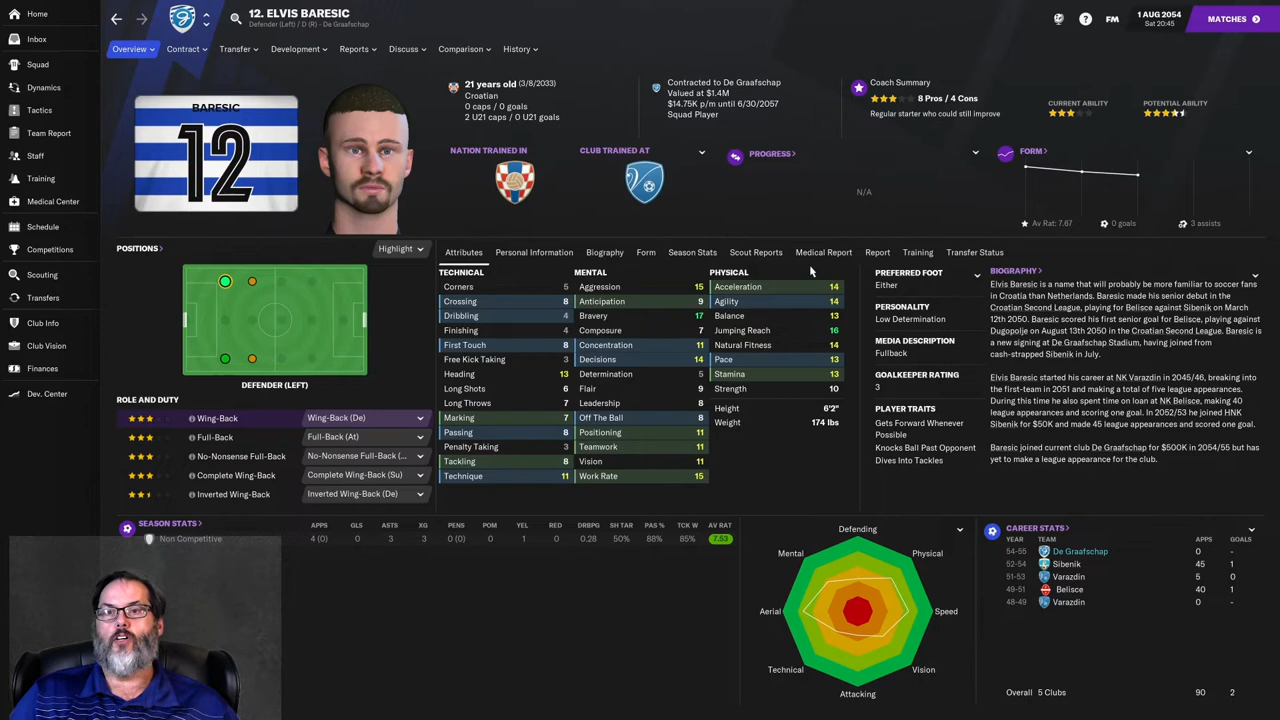 Home
Inbox
Squad
Dynamics
Tactics
Team Report
Staff
Training
Medical Center
Schedule
Competitions
Scouting
Transfers
Club Info
Club Vision
Finances
Dev. Center
12. ELVIS BARESIC
Defender (Left) / D (R) - De Graafschap
FM
1 AUG 2054
Sat 20:45
MATCHES
Overview Contract Transfer Development Reports Discuss Comparison History
BARESIC
12
21 years old (3/8/2033)
Croatian
0 caps / 0 goals
2 U21 caps / 0 U21 goals
Contracted to De Graafschap
Valued at $1.4M
$14.75K p/m until 6/30/2057
Squad Player
Coach Summary
8 Pros / 4 Cons
Regular starter who could still improve
CURRENT ABILITY
POTENTIAL ABILITY
NATION TRAINED IN
CLUB TRAINED AT
PROGRESS
N/A
FORM
Av Rat: 7.67
0 goals
3 assists
POSITIONS
Highlight
DEFENDER (LEFT)
ROLE AND DUTY
Wing-Back Wing-Back (De)
Full-Back Full-Back (At)
No-Nonsense Full-Back No-Nonsense Full-Back (...
Complete Wing-Back Complete Wing-Back (Su)
Inverted Wing-Back Inverted Wing-Back (De)
Attributes Personal Information Biography Form Season Stats Scout Reports Medical Report Report Training Transfer Status
TECHNICAL
Corners 5
Crossing 8
Dribbling 4
Finishing 4
First Touch 8
Free Kick Taking 3
Heading 13
Long Shots 6
Long Throws 7
Marking 7
Passing 8
Penalty Taking 3
Tackling 8
Technique 11
MENTAL
Aggression 15
Anticipation 9
Bravery 17
Composure 7
Concentration 11
Decisions 14
Determination 5
Flair 9
Leadership 8
Off The Ball 8
Positioning 11
Teamwork 11
Vision 11
Work Rate 15
PHYSICAL
Acceleration 14
Agility 14
Balance 13
Jumping Reach 16
Natural Fitness 14
Pace 13
Stamina 13
Strength 10
Height 6'2"
Weight 174 lbs
PREFERRED FOOT
Either
PERSONALITY
Low Determination
MEDIA DESCRIPTION
Fullback
GOALKEEPER RATING
3
PLAYER TRAITS
Gets Forward Whenever
Possible
Knocks Ball Past Opponent
Dives Into Tackles
BIOGRAPHY
Elvis Baresic is a name that will probably be more familiar to soccer fans
in Croatia than Netherlands. Baresic made his senior debut in the
Croatian Second League, playing for Belisce against Sibenik on March
12th 2050. Baresic scored his first senior goal for Belisce, playing against
Dugopolje on August 13th 2050 in the Croatian Second League. Baresic is
a new signing at De Graafschap Stadium, having joined from
cash-strapped Sibenik in July.
Elvis Baresic started his career at NK Varazdin in 2045/46, breaking into
the first-team in 2051 and making a total of five league appearances.
During this time he also spent time on loan at NK Belisce, making 40
league appearances and scoring one goal. In 2052/53 he joined HNK
Sibenik for $50K and made 45 league appearances and scored one goal.
Baresic joined current club De Graafschap for $500K in 2054/55 but has
yet to make a league appearance for the club.
SEASON STATS
APPS GLS ASTS XG PENS POM YEL RED DRBPG SH TAR PAS % TCK W AV RAT
Non Competitive 4 (0) 0 3 3 0 (0) 0 1 0 0.28 50% 88% 85% 7.53
Defending
Physical
Speed
Vision
Attacking
Technical
Aerial
Mental
CAREER STATS
YEAR TEAM APPS GOALS
54-55 De Graafschap 0 -
52-54 Sibenik 45 1
51-53 Varazdin 5 0
49-51 Belisce 40 1
48-49 Varazdin 0 -
Overall 5 Clubs 90 2